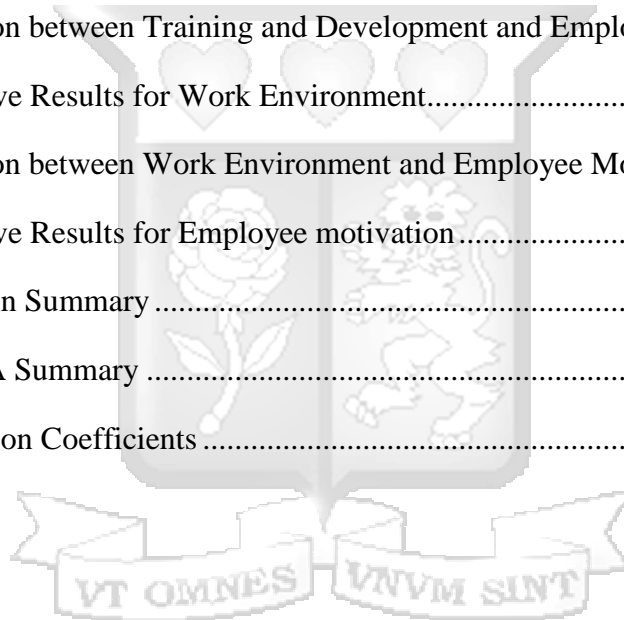 on between Training and Development and Emplo
ve Results for Work Environment
on between Work Environment and Employee Mo
ve Results for Employee motivation
n Summary
A Summary
on Coefficients
VT OMNES VNVM SINT